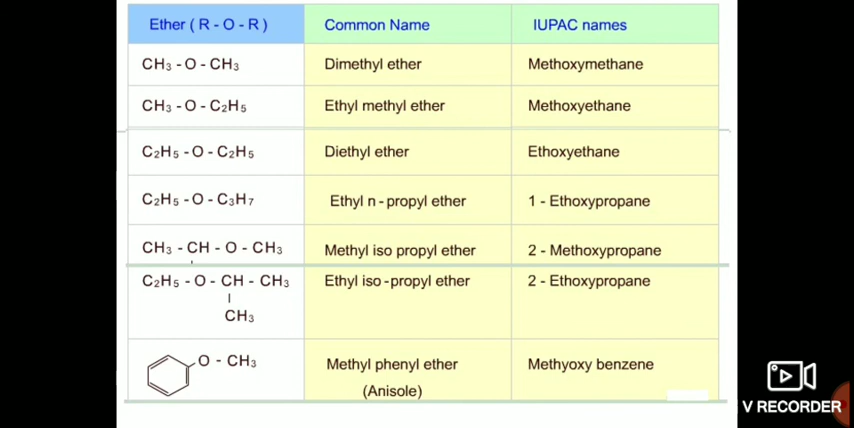 Ether ( R - O - R ) Common Name IUPAC names
CH₃ - O - CH₃ Dimethyl ether Methoxymethane
CH₃ - O - C₂H₅ Ethyl methyl ether Methoxyethane
C₂H₅ - O - C₂H₅ Diethyl ether Ethoxyethane
C₂H₅ - O - C₃H₇ Ethyl n - propyl ether 1 - Ethoxypropane
CH₃ - CH - O - CH₃ Methyl iso propyl ether 2 - Methoxypropane
C₂H₅ - O - CH - CH₃ Ethyl iso - propyl ether 2 - Ethoxypropane
|
CH₃
O - CH₃ Methyl phenyl ether Methyoxy benzene
(Anisole)
V RECORDER